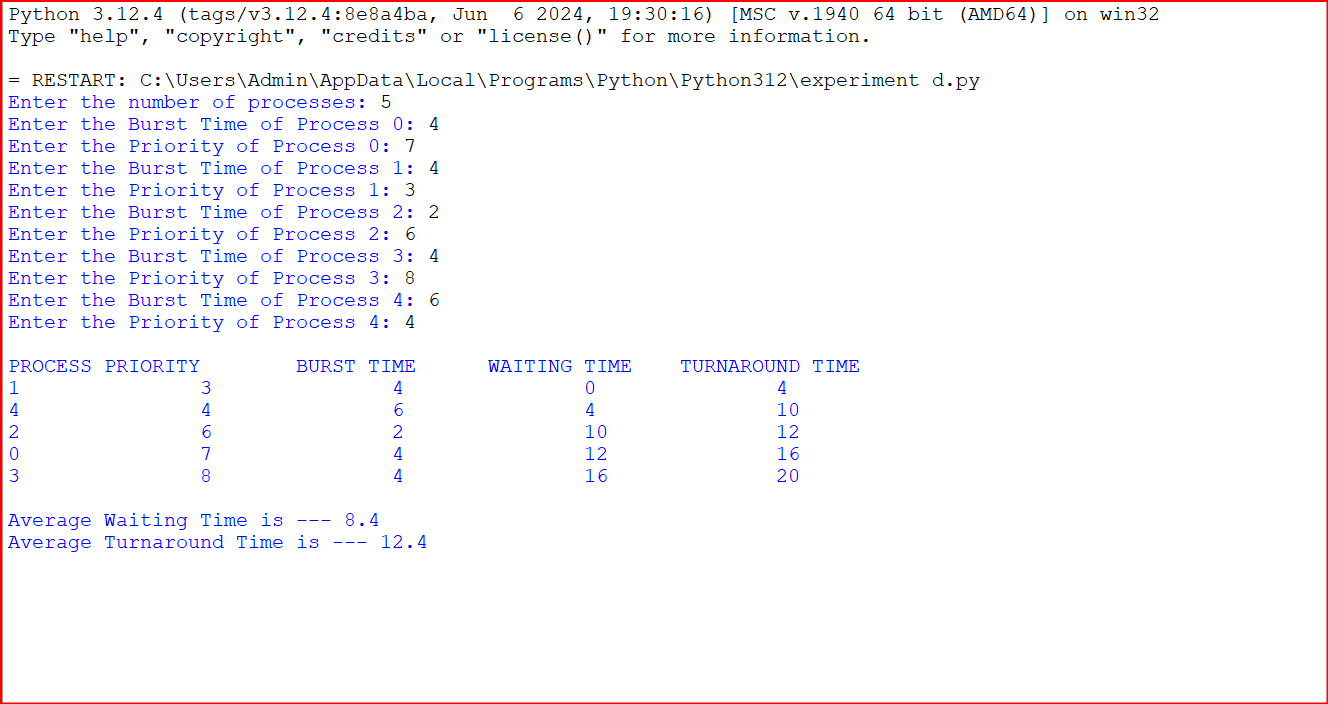 Python 3.12.4 (tags/v3.12.4:8e8a4ba, Jun  6 2024, 19:30:16) [MSC v.1940 64 bit (AMD64)] on win32
Type "help", "copyright", "credits" or "license()" for more information.
= RESTART: C:\Users\Admin\AppData\Local\Programs\Python\Python312\experiment d.py
Enter the number of processes: 5
Enter the Burst Time of Process 0: 4
Enter the Priority of Process 0: 7
Enter the Burst Time of Process 1: 4
Enter the Priority of Process 1: 3
Enter the Burst Time of Process 2: 2
Enter the Priority of Process 2: 6
Enter the Burst Time of Process 3: 4
Enter the Priority of Process 3: 8
Enter the Burst Time of Process 4: 6
Enter the Priority of Process 4: 4
PROCESS PRIORITY        BURST TIME      WAITING TIME    TURNAROUND TIME
1               3               4               0               4
4               4               6               4               10
2               6               2               10              12
0               7               4               12              16
3               8               4               16              20
Average Waiting Time is --- 8.4
Average Turnaround Time is --- 12.4